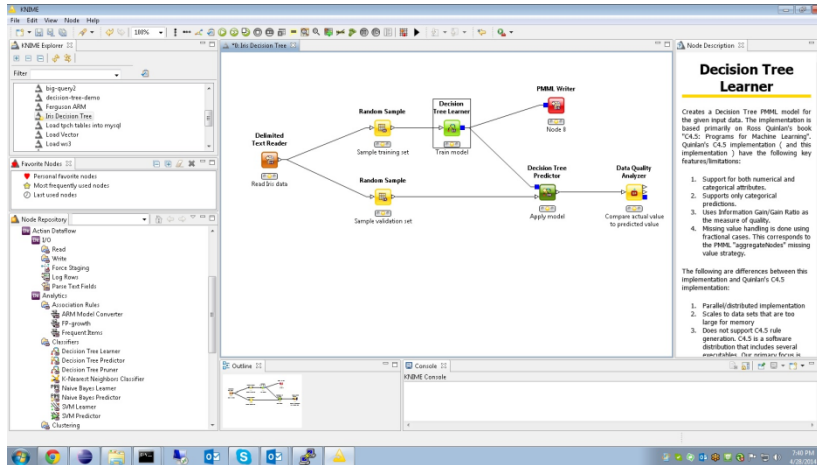 KNIME
File Edit View Node Help
100%
KNIME Explorer
Filter
big-query2
decision-tree-demo
Ferguson ARM
Iris Decision Tree
Load tpch tables into mysql
Load Vector
Load ws3
Favorite Nodes
Personal favorite nodes
Most frequently used nodes
Last used nodes
Node Repository
Action Dataflow
I/O
Read
Write
Force Staging
Log Rows
Parse Text Fields
Analytics
Association Rules
ARM Model Converter
FP-growth
Frequent Items
Classifiers
Decision Tree Learner
Decision Tree Predictor
Decision Tree Pruner
K-Nearest Neighbors Classifier
Naive Bayes Learner
Naive Bayes Predictor
SVM Learner
SVM Predictor
Clustering
Iris Decision Tree
Delimited
Text Reader
Read Iris data
Random Sample
Sample training set
Random Sample
Sample validation set
Decision
Tree Learner
Train model
PMML Writer
Node 8
Decision Tree
Predictor
Apply model
Data Quality
Analyzer
Compare actual value
to predicted value
Outline
Console
KNIME Console
Node Description
Decision Tree
Learner
Creates a Decision Tree PMML model for
the given input data. The implementation is
based primarily on Ross Quinlan's book
"C4.5: Programs for Machine Learning".
Quinlan's C4.5 implementation ( and this
implementation ) have the following key
features/limitations:
1. Support for both numerical and
categorical attributes.
2. Supports only categorical
predictions.
3. Uses Information Gain/Gain Ratio as
the measure of quality.
4. Missing value handling is done using
fractional cases. This corresponds to
the PMML "aggregateNodes" missing
value strategy.
The following are differences between this
implementation and Quinlan's C4.5
implementation:
1. Parallel/distributed implementation
2. Scales to data sets that are too
large for memory
3. Does not support C4.5 rule
generation. C4.5 is a software
distribution that includes several
executables. Our primary focus is
7:40 PM
4/28/2014